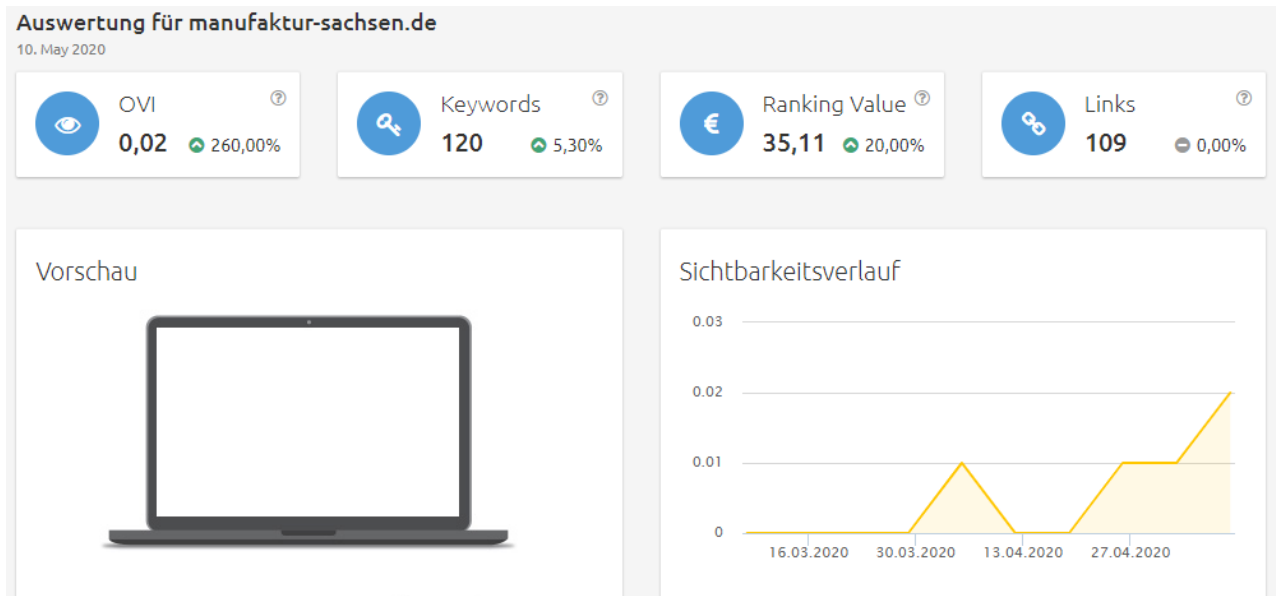 Auswertung für manufaktur-sachsen.de
10. May 2020
OVI
0,02 260,00%
Keywords
120 5,30%
Ranking Value
35,11 20,00%
Links
109 0,00%
Vorschau
Sichtbarkeitsverlauf
0.03
0.02
0.01
0
16.03.2020 30.03.2020 13.04.2020 27.04.2020